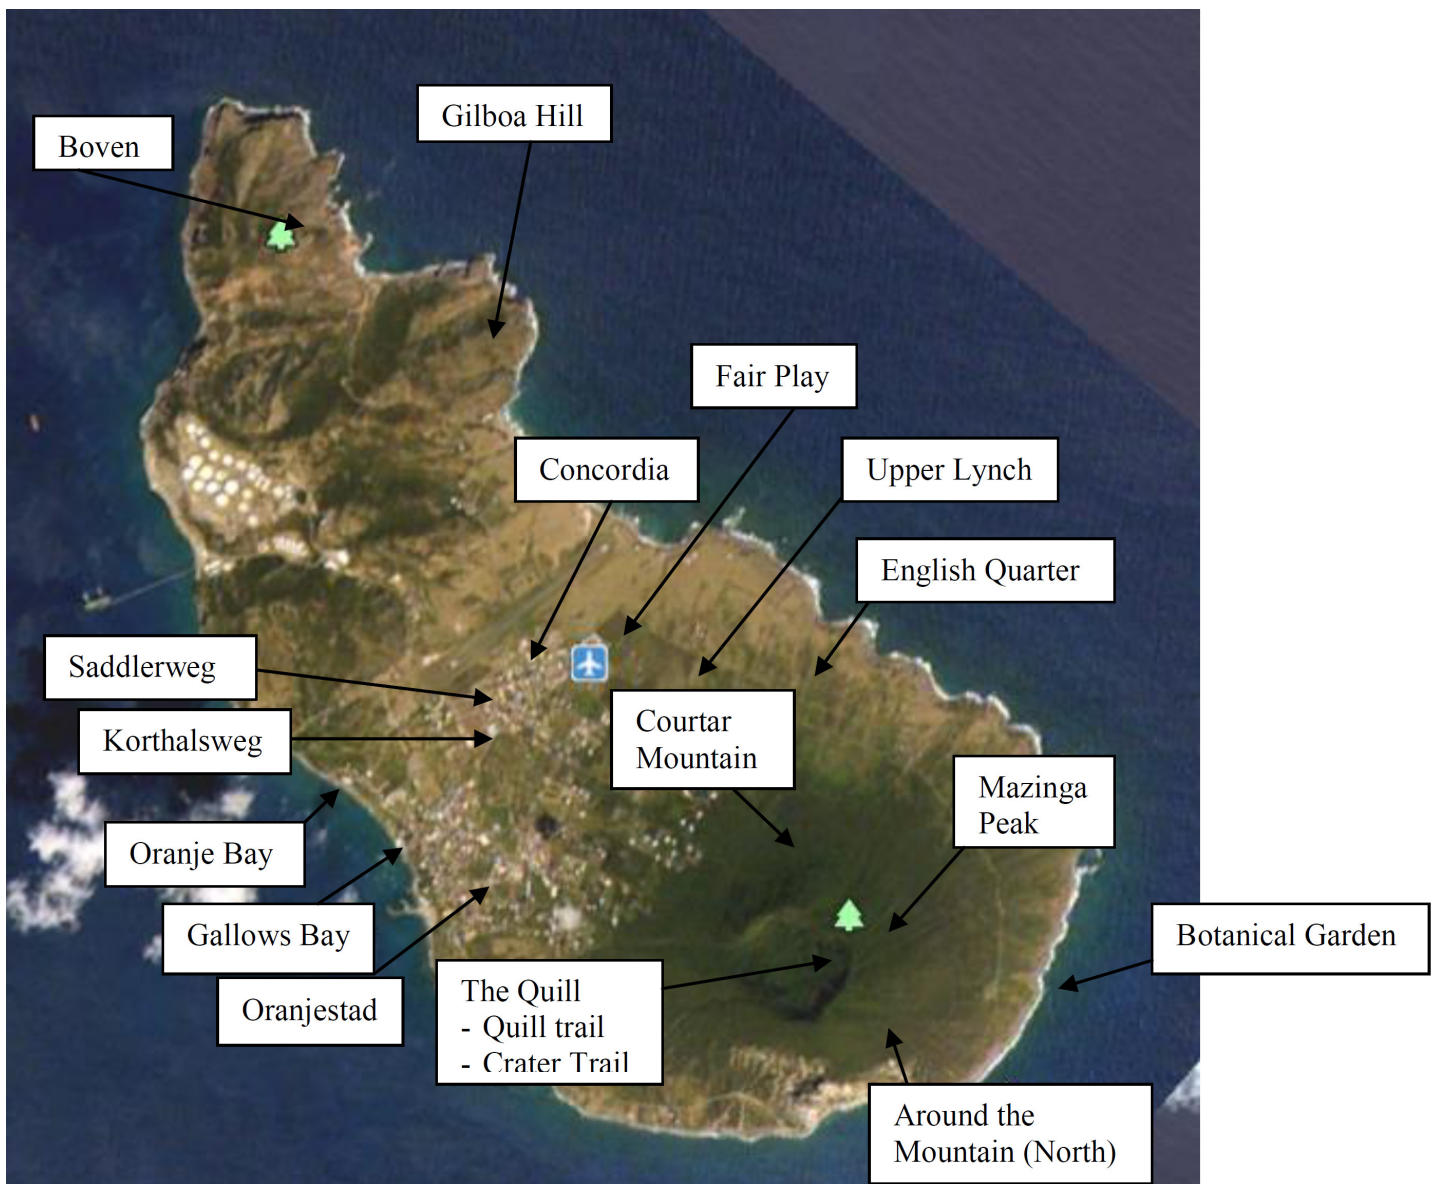 Gilboa Hill
Boven
Fair Play
Concordia
Upper Lynch
English Quarter
Saddlerweg
Korthalsweg
Courtar
Mountain
Mazinga
Peak
Oranje Bay
Gallows Bay
Botanical Garden
Oranjestad
The Quill
- Quill trail
- Crater Trail
Around the
Mountain (North)